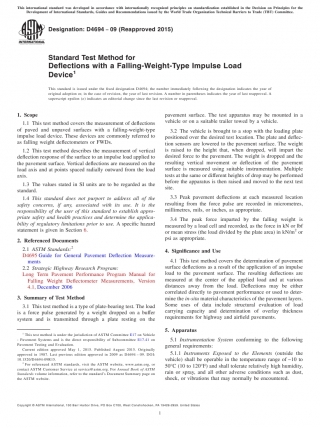 This international standard was developed in accordance with internationally recognized principles on standardization established in the Decision on Principles for the
Development of International Standards, Guides and Recommendations issued by the World Trade Organization Technical Barriers to Trade (TBT) Committee.
Designation: D4694 − 09 (Reapproved 2015)
Standard Test Method for
Deflections with a Falling-Weight-Type Impulse Load
Device¹
This standard is issued under the fixed designation D4694; the number immediately following the designation indicates the year of
original adoption or, in the case of revision, the year of last revision. A number in parentheses indicates the year of last reapproval. A
superscript epsilon (ε) indicates an editorial change since the last revision or reapproval.
1. Scope
1.1 This test method covers the measurement of deflections
of paved and unpaved surfaces with a falling-weight-type
impulse load device. These devices are commonly referred to
as falling weight deflectometers or FWDs.
1.2 This test method describes the measurement of vertical
deflection response of the surface to an impulse load applied to
the pavement surface. Vertical deflections are measured on the
load axis and at points spaced radially outward from the load
axis.
1.3 The values stated in SI units are to be regarded as the
standard.
1.4 This standard does not purport to address all of the
safety concerns, if any, associated with its use. It is the
responsibility of the user of this standard to establish appro-
priate safety and health practices and determine the applica-
bility of regulatory limitations prior to use. A specific hazard
statement is given in Section 6.
2. Referenced Documents
2.1 ASTM Standards:²
D4695 Guide for General Pavement Deflection Measure-
ments
2.2 Strategic Highway Research Program:
Long Term Pavement Performance Program Manual for
Falling Weight Deflectometer Measurements, Version
4.1, December 2006
3. Summary of Test Method
3.1 This test method is a type of plate-bearing test. The load
is a force pulse generated by a weight dropped on a buffer
system and is transmitted through a plate resting on the
¹ This test method is under the jurisdiction of ASTM Committee E17 on Vehicle
- Pavement Systems and is the direct responsibility of Subcommittee E17.41 on
Pavement Testing and Evaluation.
Current edition approved May 1, 2015. Published August 2015. Originally
approved in 1987. Last previous edition approved in 2009 as D4694 – 09. DOI:
10.1520/D4694-09R15.
² For referenced ASTM standards, visit the ASTM website, www.astm.org, or
contact ASTM Customer Service at service@astm.org. For Annual Book of ASTM
Standards volume information, refer to the standard's Document Summary page on
the ASTM website.
pavement surface. The test apparatus may be mounted in a
vehicle or on a suitable trailer towed by a vehicle.
3.2 The vehicle is brought to a stop with the loading plate
positioned over the desired test location. The plate and deflec-
tion sensors are lowered to the pavement surface. The weight
is raised to the height that, when dropped, will impart the
desired force to the pavement. The weight is dropped and the
resulting vertical movement or deflection of the pavement
surface is measured using suitable instrumentation. Multiple
tests at the same or different heights of drop may be performed
before the apparatus is then raised and moved to the next test
site.
3.3 Peak pavement deflections at each measured location
resulting from the force pulse are recorded in micrometres,
millimetres, mils, or inches, as appropriate.
3.4 The peak force imparted by the falling weight is
measured by a load cell and recorded, as the force in kN or lbf
or mean stress (the load divided by the plate area) in kN/m² or
psi as appropriate.
4. Significance and Use
4.1 This test method covers the determination of pavement
surface deflections as a result of the application of an impulse
load to the pavement surface. The resulting deflections are
measured at the center of the applied load and at various
distances away from the load. Deflections may be either
correlated directly to pavement performance or used to deter-
mine the in-situ material characteristics of the pavement layers.
Some uses of data include structural evaluation of load
carrying capacity and determination of overlay thickness
requirements for highway and airfield pavements.
5. Apparatus
5.1 Instrumentation System conforming to the following
general requirements:
5.1.1 Instruments Exposed to the Elements (outside the
vehicle) shall be operable in the temperature range of −10 to
50°C (10 to 120°F) and shall tolerate relatively high humidity,
rain or spray, and all other adverse conditions such as dust,
shock, or vibrations that may normally be encountered.
Copyright © ASTM International, 100 Barr Harbor Drive, PO Box C700, West Conshohocken, PA 19428-2959. United States
1